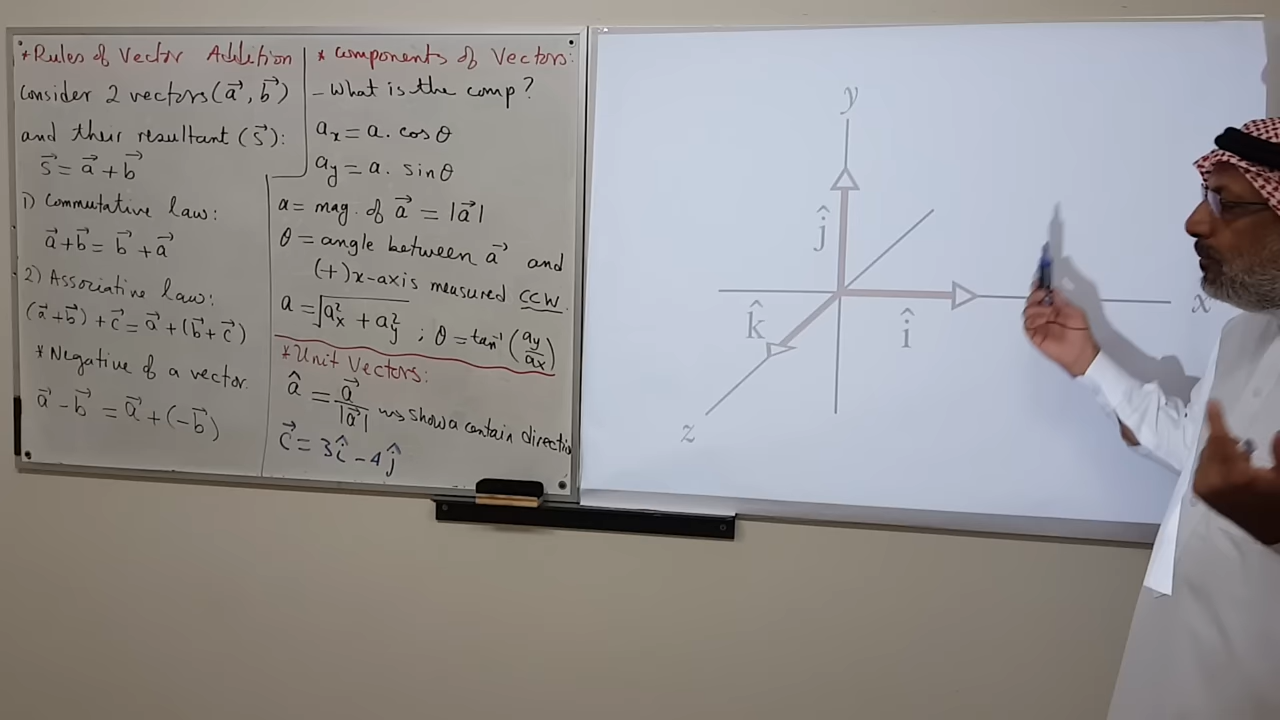 *Rules of Vector Addition
consider 2 vectors (a⃗, b⃗)
and their resultant (s⃗):
s⃗ = a⃗ + b⃗
1) Commutative law:
a⃗ + b⃗ = b⃗ + a⃗
2) Associative law:
(a⃗ + b⃗) + c⃗ = a⃗ + (b⃗ + c⃗)
* Negative of a vector.
a⃗ - b⃗ = a⃗ + (-b⃗)
* Components of Vectors:
- What is the comp?
aₓ = a . cos θ
a_y = a . sin θ
a = mag. of a⃗ = |a⃗|
θ = angle between a⃗ and
(+) x-axis measured CCW.
a = √(aₓ² + a_y²) ; θ = tan⁻¹ (a_y/aₓ)
*Unit Vectors:
â = a⃗/|a⃗| show a contain directio
c⃗ = 3î - 4ĵ
y
ĵ
k̂
î
x
z